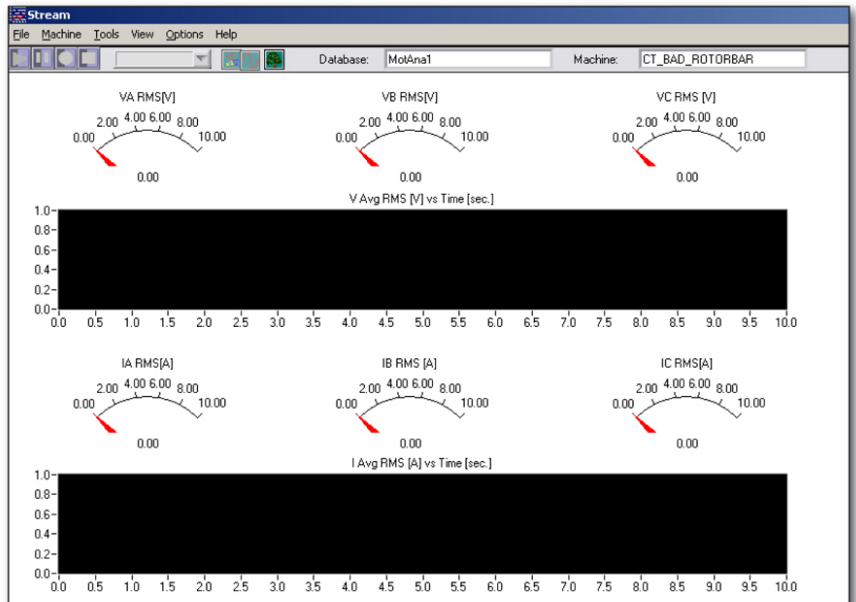 Stream
File Machine Tools View Options Help
Database: MotAna1 Machine: CT_BAD_ROTORBAR
VA RMS[V] VB RMS[V] VC RMS [V]
0.00 2.00 4.00 6.00 8.00 10.00 0.00 2.00 4.00 6.00 8.00 10.00 0.00 2.00 4.00 6.00 8.00 10.00
0.00 0.00 0.00
V Avg RMS [V] vs Time [sec.]
1.0
0.8
0.6
0.4
0.2
0.0
0.0 0.5 1.0 1.5 2.0 2.5 3.0 3.5 4.0 4.5 5.0 5.5 6.0 6.5 7.0 7.5 8.0 8.5 9.0 9.5 10.0
IA RMS[A] IB RMS [A] IC RMS[A]
0.00 2.00 4.00 6.00 8.00 10.00 0.00 2.00 4.00 6.00 8.00 10.00 0.00 2.00 4.00 6.00 8.00 10.00
0.00 0.00 0.00
I Avg RMS [A] vs Time [sec.]
1.0
0.8
0.6
0.4
0.2
0.0
0.0 0.5 1.0 1.5 2.0 2.5 3.0 3.5 4.0 4.5 5.0 5.5 6.0 6.5 7.0 7.5 8.0 8.5 9.0 9.5 10.0